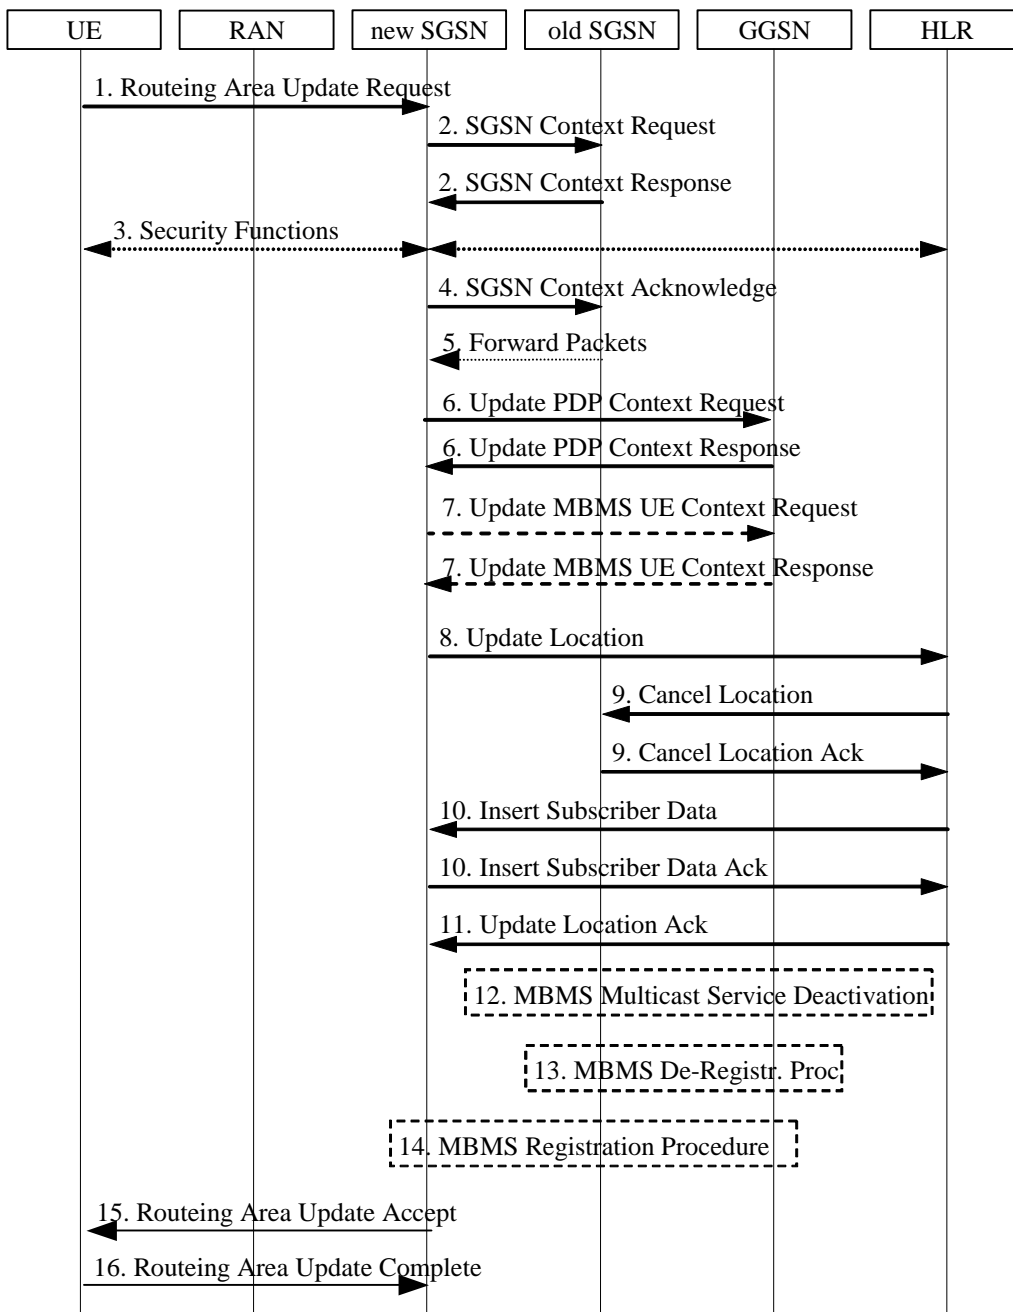 UE
RAN
new SGSN
old SGSN
GGSN
HLR
1. Routeing Area Update Request
2. SGSN Context Request
2. SGSN Context Response
3. Security Functions
4. SGSN Context Acknowledge
5. Forward Packets
6. Update PDP Context Request
6. Update PDP Context Response
7. Update MBMS UE Context Request
7. Update MBMS UE Context Response
8. Update Location
9. Cancel Location
9. Cancel Location Ack
10. Insert Subscriber Data
10. Insert Subscriber Data Ack
11. Update Location Ack
12. MBMS Multicast Service Deactivation
13. MBMS De-Registr. Proc
14. MBMS Registration Procedure
15. Routeing Area Update Accept
16. Routeing Area Update Complete